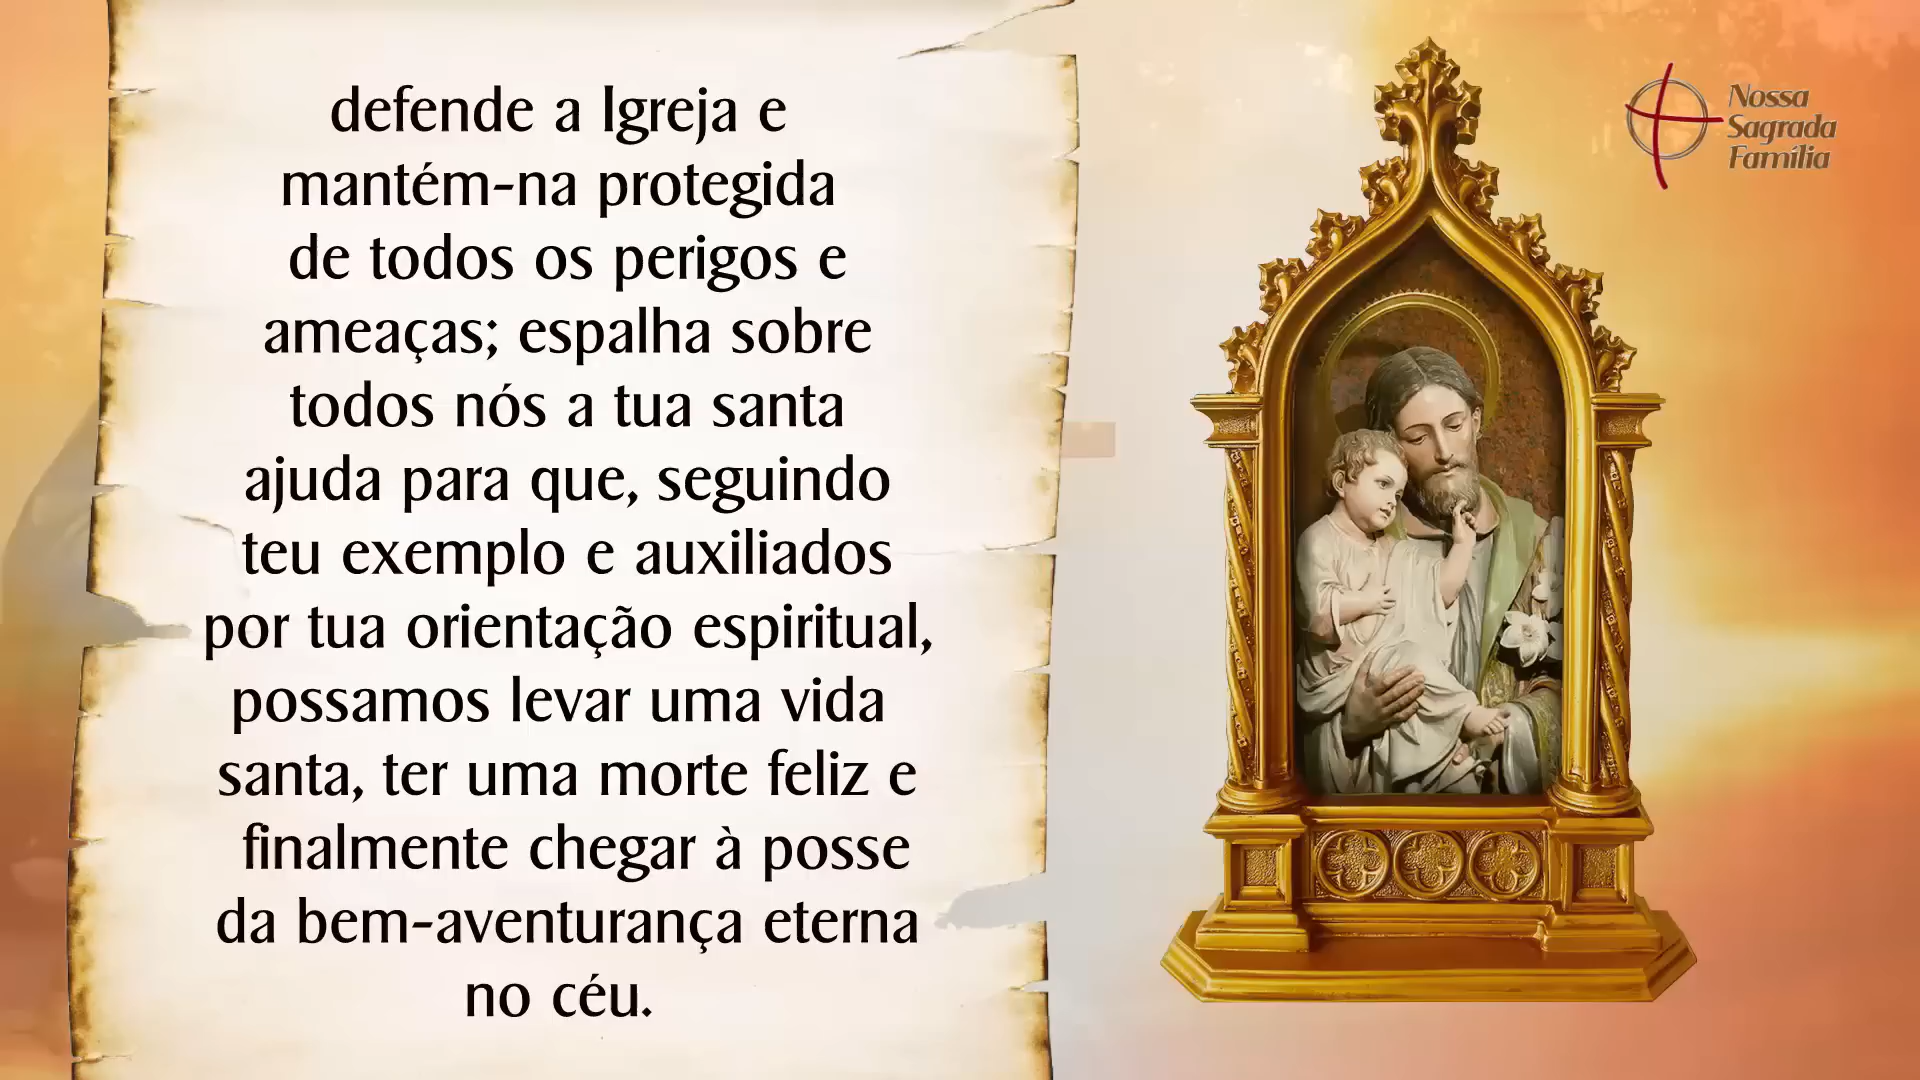 defende a Igreja e
mantém-na protegida
de todos os perigos e
ameaças; espalha sobre
todos nós a tua santa
ajuda para que, seguindo
teu exemplo e auxiliados
por tua orientação espiritual,
possamos levar uma vida
santa, ter uma morte feliz e
finalmente chegar à posse
da bem-aventurança eterna
no céu.
Nossa
Sagrada
Família